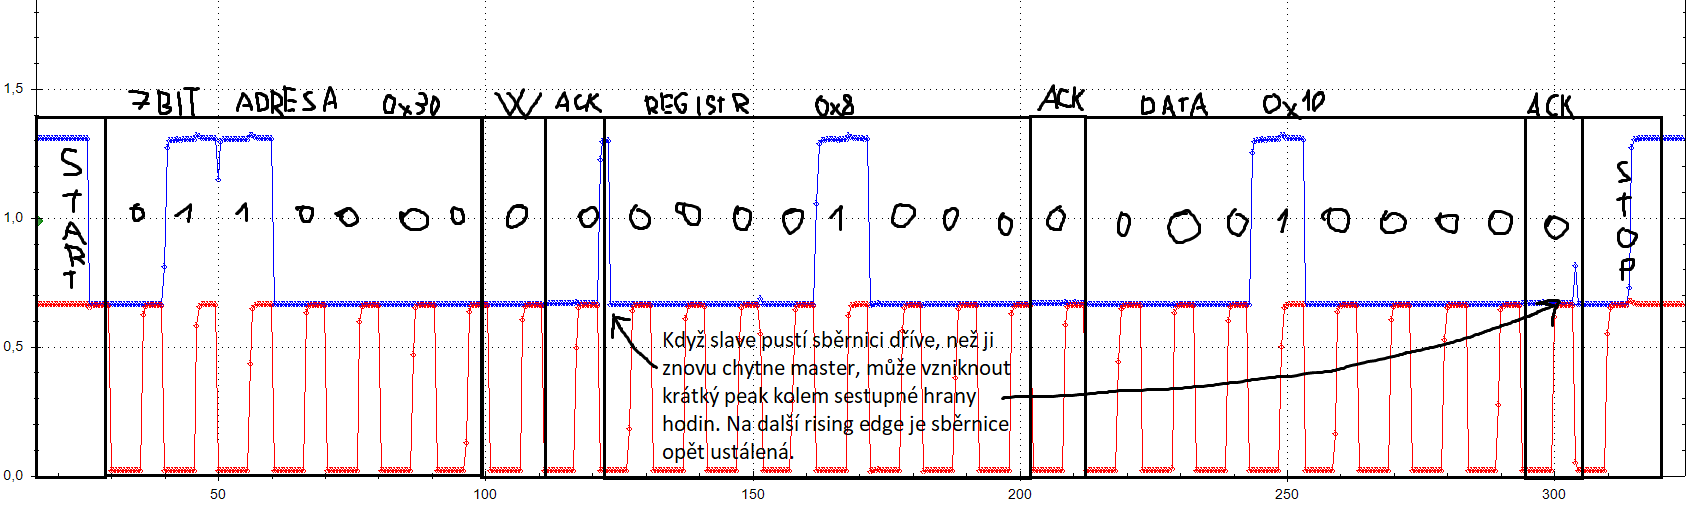 1,5
1,0
0,5
0,0
7BIT ADRESA 0x30 W ACK REGISTR 0x8 ACK DATA 0x10 ACK
START
0 1 1 0 0 0 0 0 0 0 0 0 0 1 0 0 0 0 0 0 0 1 0 0 0 0 0
STOP
Když slave pustí sběrnici dříve, než ji
znovu chytne master, může vzniknout
krátký peak kolem sestupné hrany
hodin. Na další rising edge je sběrnice
opět ustálená.
50 100 150 200 250 300